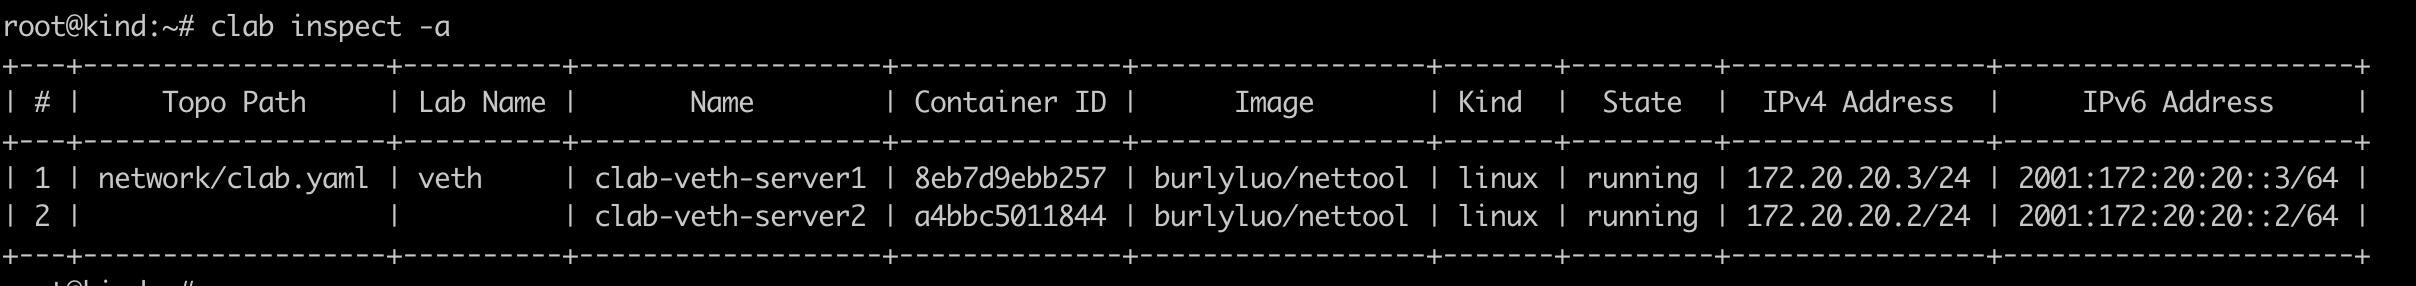 root@kind:~# clab inspect -a
+---+-------------------+----------+-------------------+--------------+------------------+-------+---------+----------------+----------------------+
| # |     Topo Path     | Lab Name |       Name        | Container ID |      Image       | Kind  |  State  |  IPv4 Address  |     IPv6 Address     |
+---+-------------------+----------+-------------------+--------------+------------------+-------+---------+----------------+----------------------+
| 1 | network/clab.yaml | veth     | clab-veth-server1 | 8eb7d9ebb257 | burlyluo/nettool | linux | running | 172.20.20.3/24 | 2001:172:20:20::3/64 |
| 2 |                   |          | clab-veth-server2 | a4bbc5011844 | burlyluo/nettool | linux | running | 172.20.20.2/24 | 2001:172:20:20::2/64 |
+---+-------------------+----------+-------------------+--------------+------------------+-------+---------+----------------+----------------------+